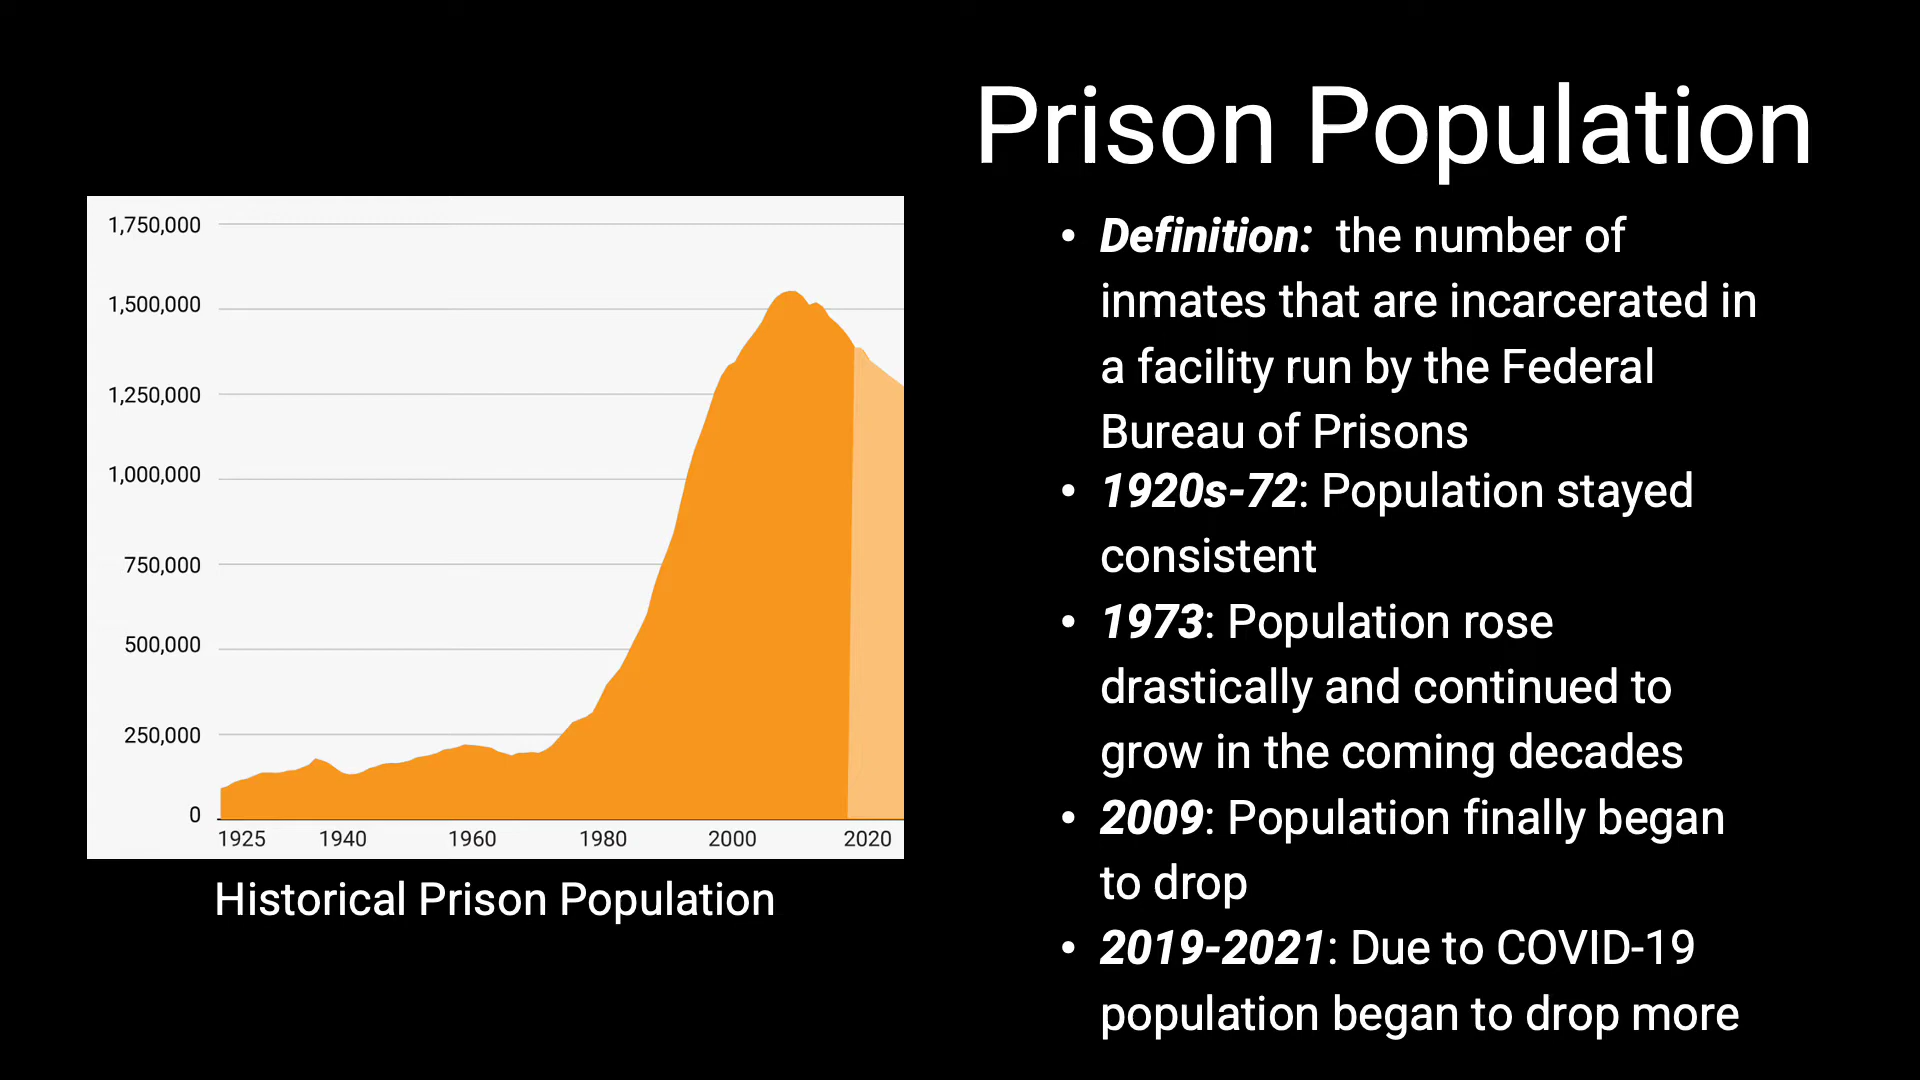 Prison Population
1,750,000
1,500,000
1,250,000
1,000,000
750,000
500,000
250,000
0
1925 1940 1960 1980 2000 2020
Historical Prison Population
• Definition: the number of
inmates that are incarcerated in
a facility run by the Federal
Bureau of Prisons
• 1920s-72: Population stayed
consistent
• 1973: Population rose
drastically and continued to
grow in the coming decades
• 2009: Population finally began
to drop
• 2019-2021: Due to COVID-19
population began to drop more